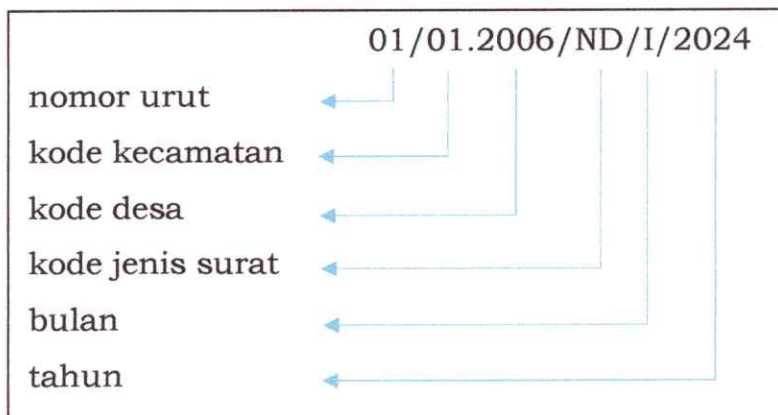 01/01.2006/ND/I/2024
nomor urut
kode kecamatan
kode desa
kode jenis surat
bulan
tahun